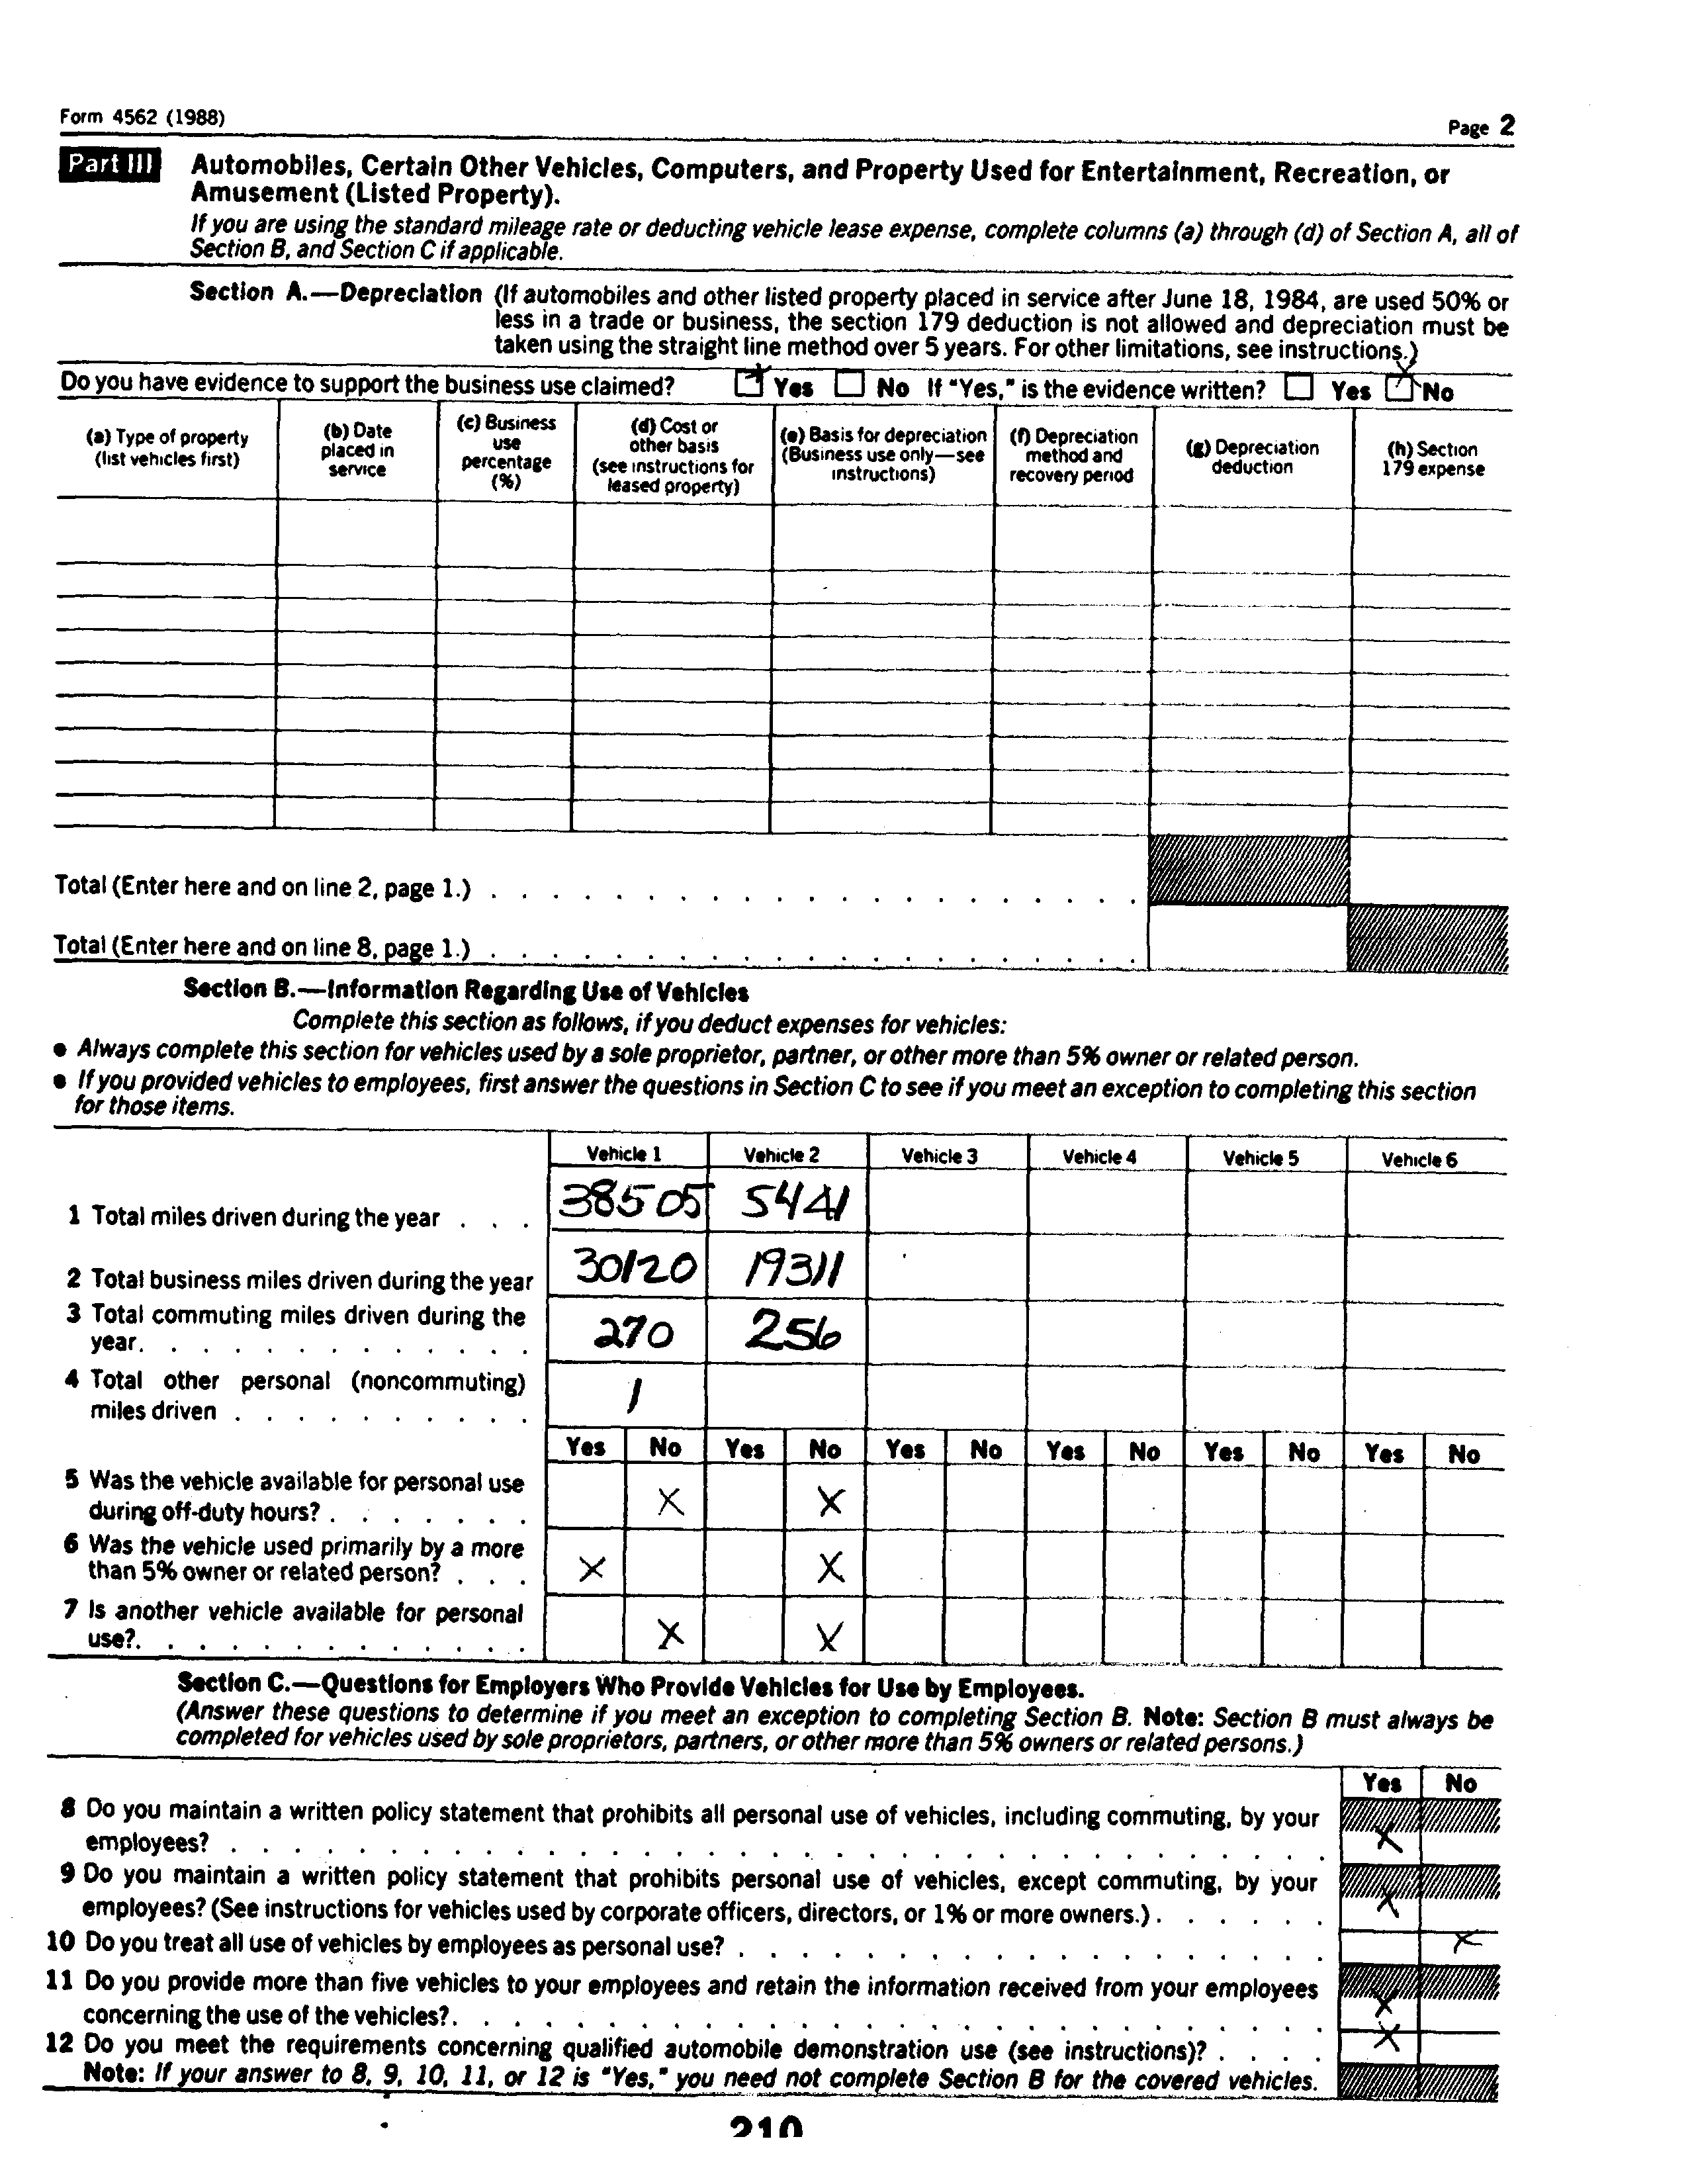 Form 4562 (1988)
Page 2
Part III
Automobiles, Certain Other Vehicles, Computers, and Property Used for Entertainment, Recreation, or
Amusement (Listed Property).
If you are using the standard mileage rate or deducting vehicle lease expense, complete columns (a) through (d) of Section A, all of
Section B, and Section C if applicable.
Section A.—Depreciation (If automobiles and other listed property placed in service after June 18, 1984, are used 50% or
less in a trade or business, the section 179 deduction is not allowed and depreciation must be
taken using the straight line method over 5 years. For other limitations, see instructions.)
Do you have evidence to support the business use claimed? X Yes No If "Yes," is the evidence written? Yes X No
(a) Type of property
(list vehicles first)
(b) Date
placed in
service
(c) Business
use
percentage
(%)
(d) Cost or
other basis
(see instructions for
leased property)
(e) Basis for depreciation
(Business use only—see
instructions)
(f) Depreciation
method and
recovery period
(g) Depreciation
deduction
(h) Section
179 expense
Total (Enter here and on line 2, page 1.)
Total (Enter here and on line 8, page 1.)
Section B.—Information Regarding Use of Vehicles
Complete this section as follows, if you deduct expenses for vehicles:
● Always complete this section for vehicles used by a sole proprietor, partner, or other more than 5% owner or related person.
● If you provided vehicles to employees, first answer the questions in Section C to see if you meet an exception to completing this section
for those items.
Vehicle 1 Vehicle 2 Vehicle 3 Vehicle 4 Vehicle 5 Vehicle 6
1 Total miles driven during the year . . . 38505 5441
2 Total business miles driven during the year 30120 19311
3 Total commuting miles driven during the
year. . . . . . . . . . . . . 270 256
4 Total other personal (noncommuting)
miles driven . . . . . . . . . . 1
Yes No Yes No Yes No Yes No Yes No Yes No
5 Was the vehicle available for personal use
during off-duty hours? . . . . . . . X X
6 Was the vehicle used primarily by a more
than 5% owner or related person? . . . X X
7 Is another vehicle available for personal
use?. . . . . . . . . . . . . X X
Section C.—Questions for Employers Who Provide Vehicles for Use by Employees.
(Answer these questions to determine if you meet an exception to completing Section B. Note: Section B must always be
completed for vehicles used by sole proprietors, partners, or other more than 5% owners or related persons.)
Yes No
8 Do you maintain a written policy statement that prohibits all personal use of vehicles, including commuting, by your
employees? X
9 Do you maintain a written policy statement that prohibits personal use of vehicles, except commuting, by your
employees? (See instructions for vehicles used by corporate officers, directors, or 1% or more owners.) . . . . . . X
10 Do you treat all use of vehicles by employees as personal use? X
11 Do you provide more than five vehicles to your employees and retain the information received from your employees
concerning the use of the vehicles?. X
12 Do you meet the requirements concerning qualified automobile demonstration use (see instructions)? . . . . X
Note: If your answer to 8, 9, 10, 11, or 12 is "Yes," you need not complete Section B for the covered vehicles.
210